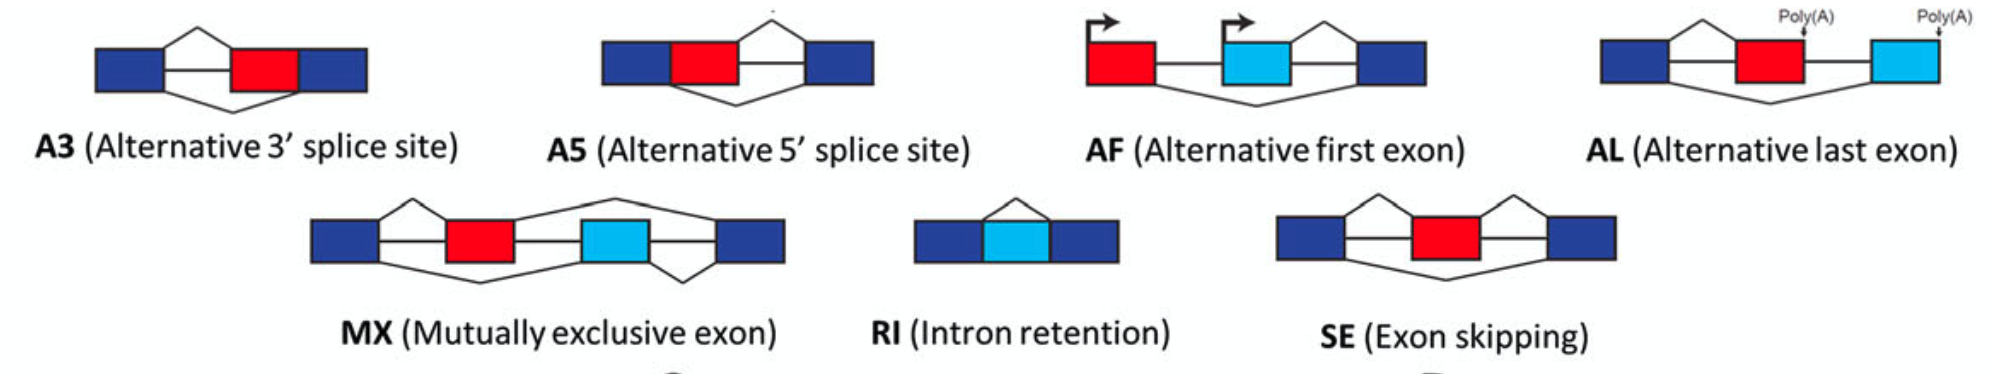 Poly(A) Poly(A)
A3 (Alternative 3’ splice site) A5 (Alternative 5’ splice site) AF (Alternative first exon) AL (Alternative last exon)
MX (Mutually exclusive exon) RI (Intron retention) SE (Exon skipping)